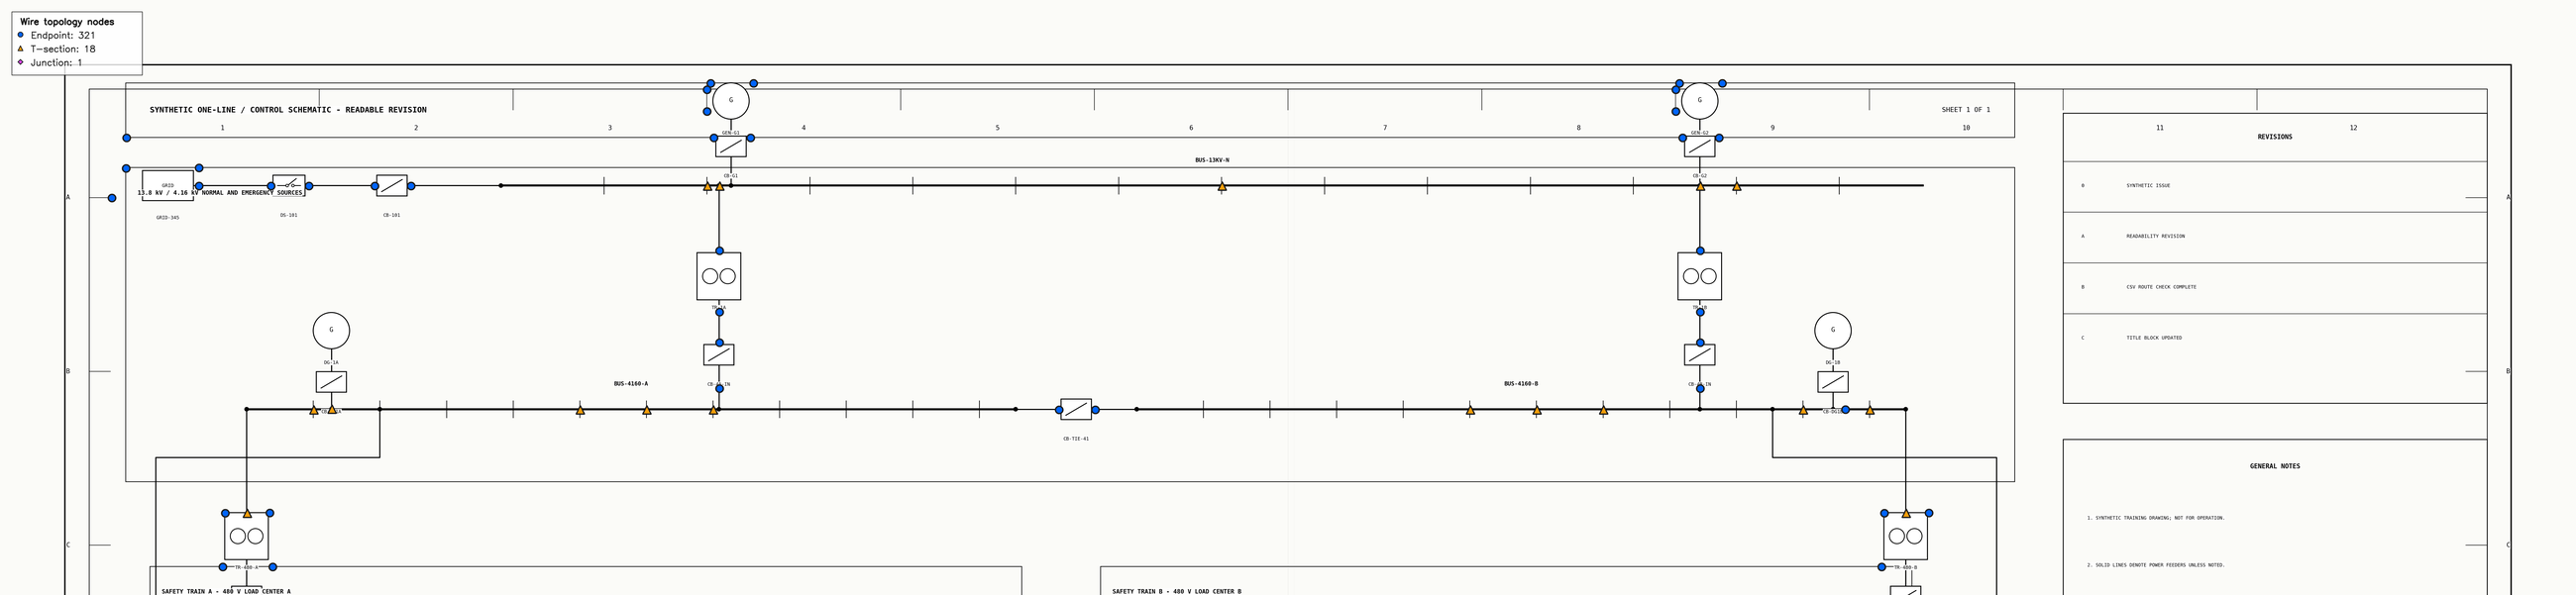 Wire topology nodes
Endpoint: 321
T-section: 18
Junction: 1
SYNTHETIC ONE-LINE / CONTROL SCHEMATIC - READABLE REVISION
SHEET 1 OF 1
G
G
1 2 3 4 5 6 7 8 9 10 11 12
GEN-G1
GEN-G2
REVISIONS
BUS-13KV-N
CB-G1
CB-G2
GRID
13.8 kV / 4.16 kV NORMAL AND EMERGENCY SOURCES
GRID-345
DS-101
CB-101
A
A
0 SYNTHETIC ISSUE
A READABILITY REVISION
B CSV ROUTE CHECK COMPLETE
C TITLE BLOCK UPDATED
TR-1A
TR-1B
G
G
DG-1A
DG-1B
B
B
BUS-4160-A
BUS-4160-B
CB-TIE-41
GENERAL NOTES
1. SYNTHETIC TRAINING DRAWING; NOT FOR OPERATION.
C
C
TR-480-A
TR-480-B
2. SOLID LINES DENOTE POWER FEEDERS UNLESS NOTED.
SAFETY TRAIN A - 480 V LOAD CENTER A
SAFETY TRAIN B - 480 V LOAD CENTER B